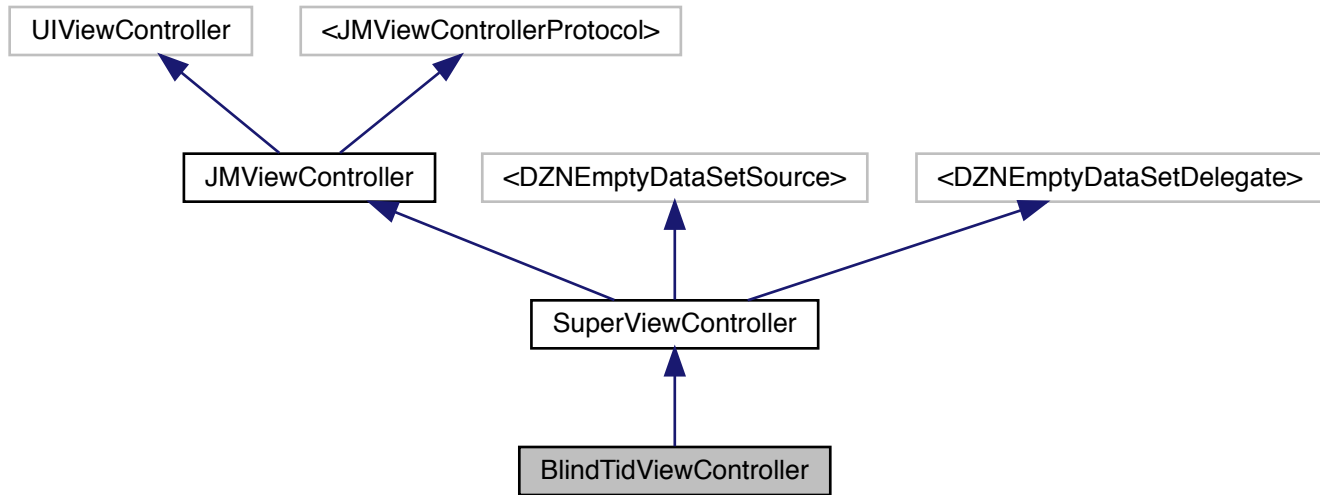 UIViewController
<JMViewControllerProtocol>
JMViewController
<DZNEmptyDataSetSource>
<DZNEmptyDataSetDelegate>
SuperViewController
BlindTidViewController